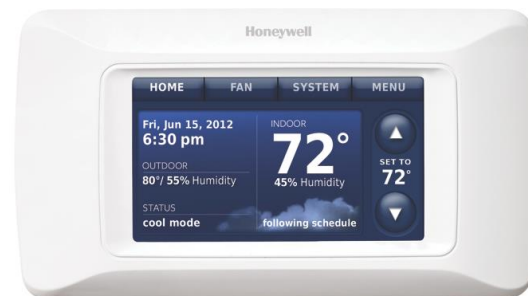 Honeywell
HOME FAN SYSTEM MENU
Fri, Jun 15, 2012
6:30 pm
OUTDOOR
80°/ 55% Humidity
STATUS
cool mode
INDOOR
72°
45% Humidity
following schedule
SET TO
72°